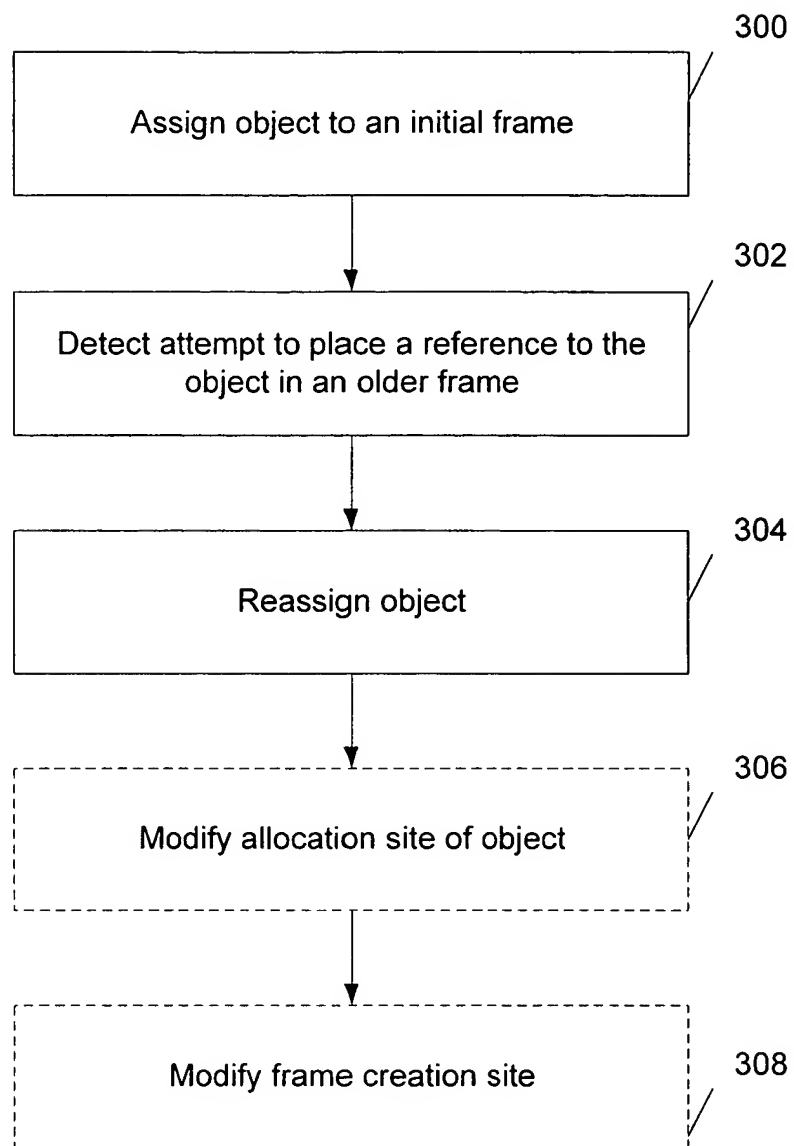 300
Assign object to an initial frame
302
Detect attempt to place a reference to the
object in an older frame
304
Reassign object
306
Modify allocation site of object
308
Modify frame creation site